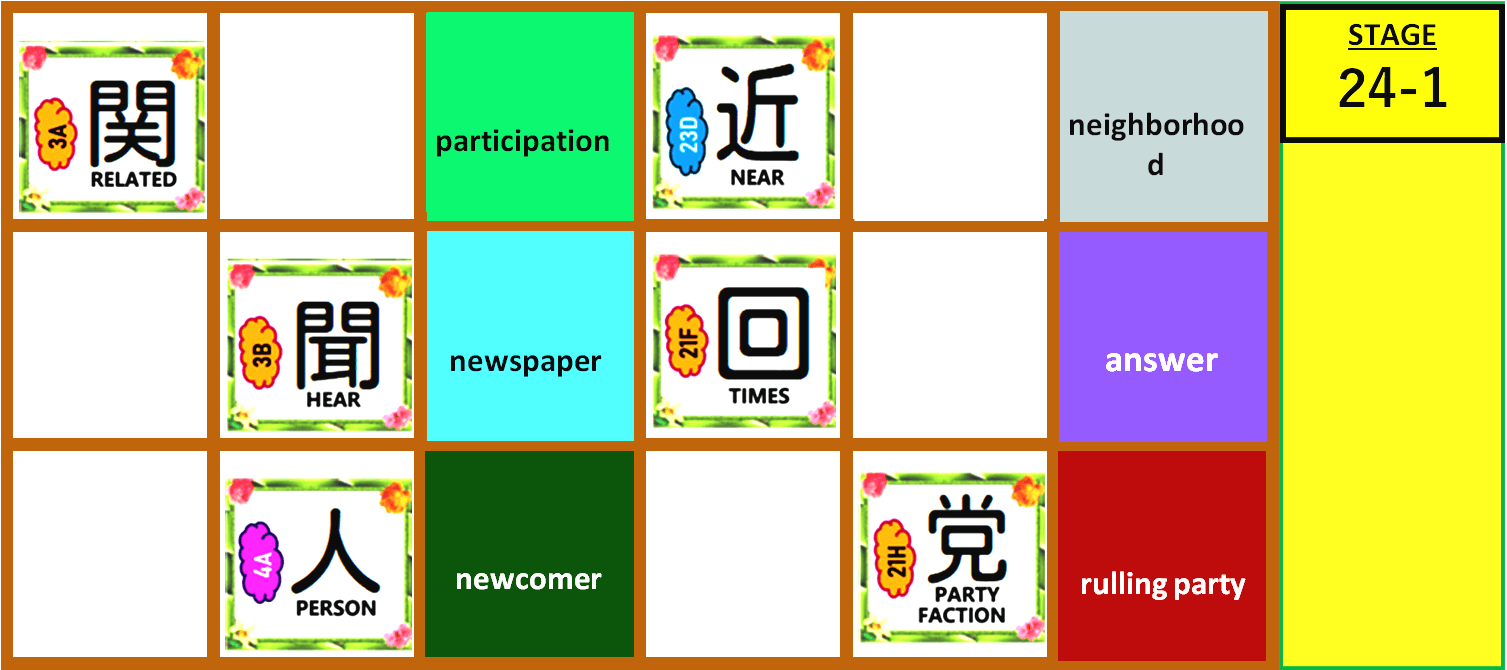 3A
関
RELATED
participation
23D
近
NEAR
neighborhoo
d
STAGE
24-1
3B
聞
HEAR
newspaper
21F
回
TIMES
answer
4A
人
PERSON
newcomer
21H
党
PARTY
FACTION
rulling party